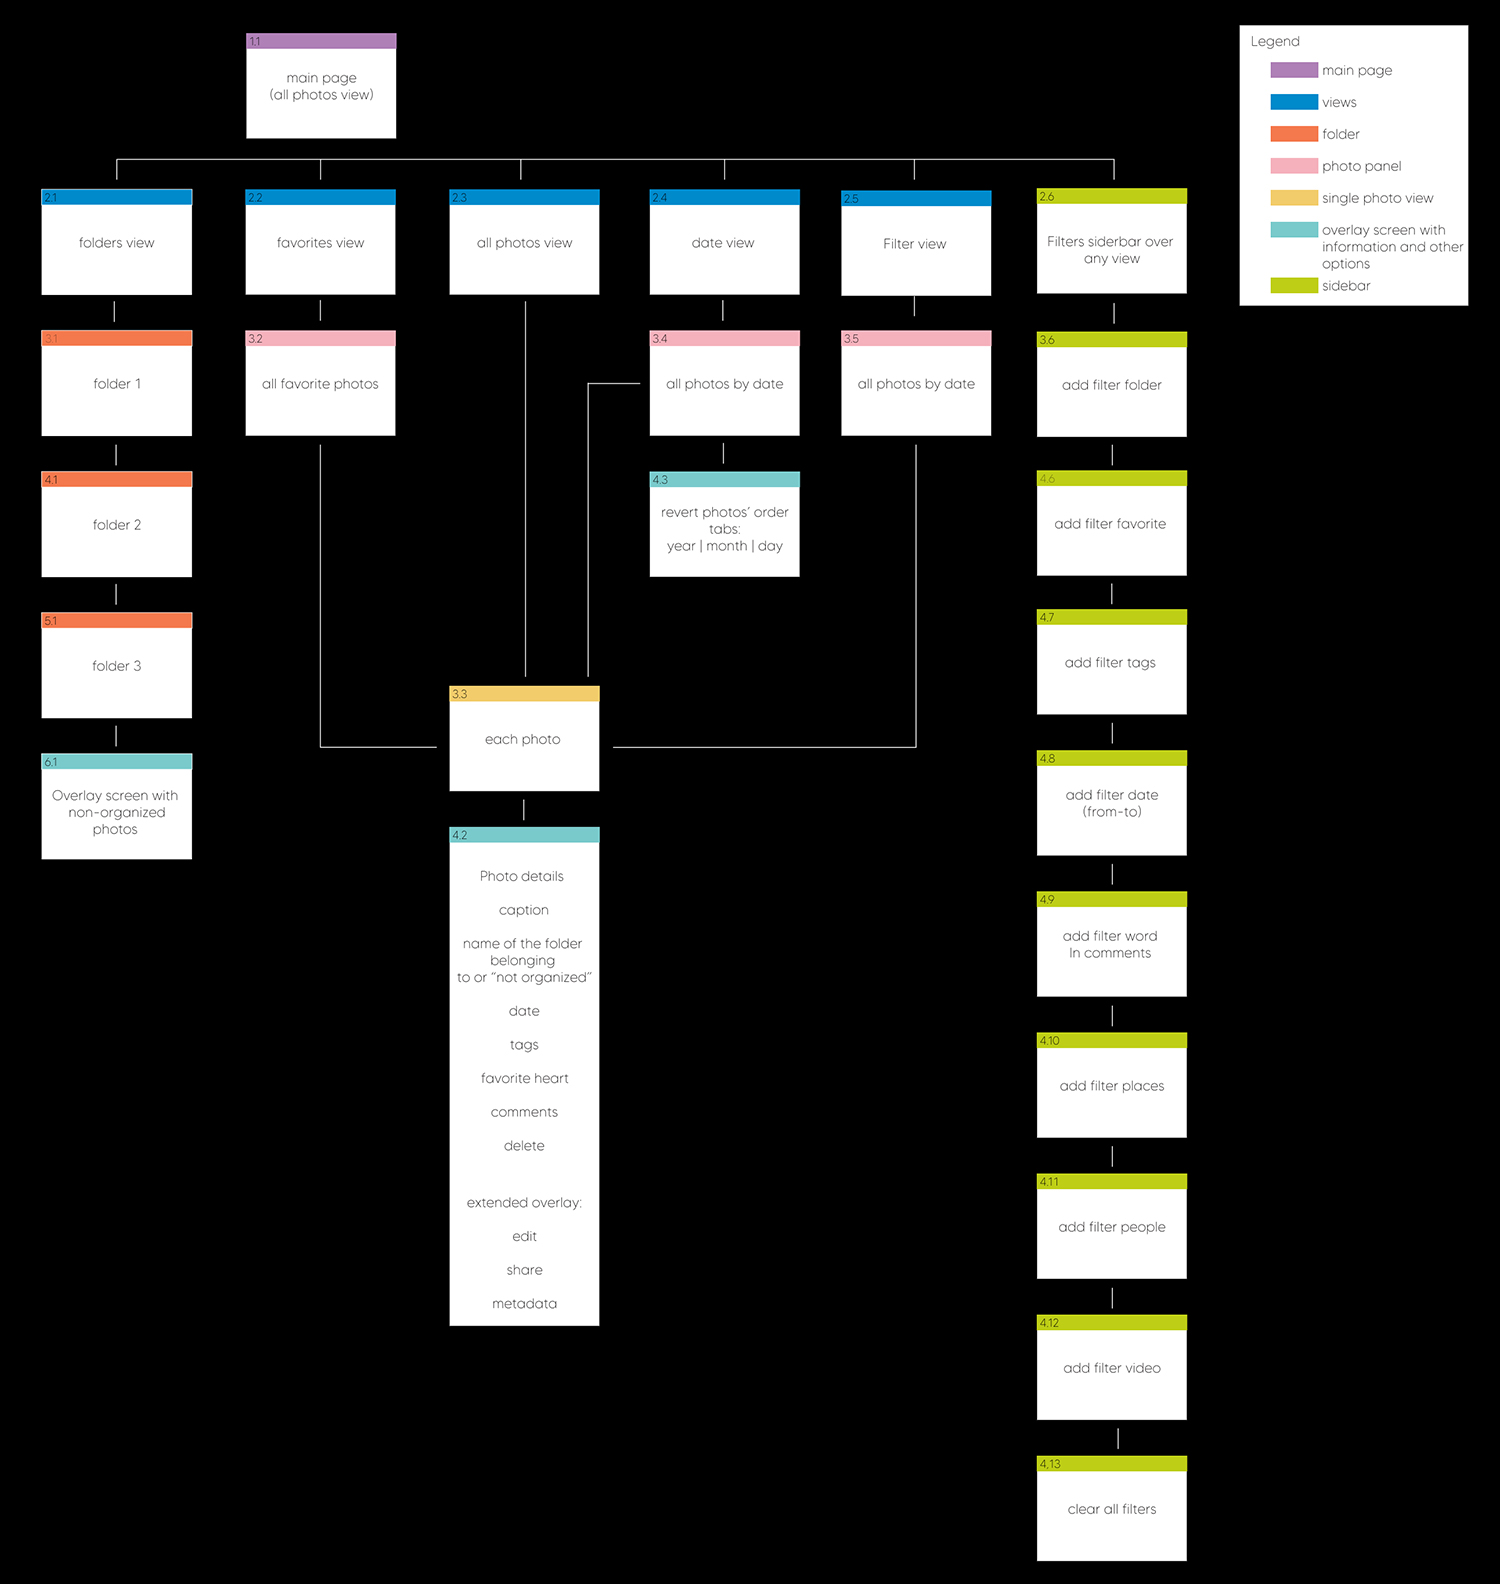 1.1
main page
(all photos view)
Legend
main page
views
folder
photo panel
single photo view
overlay screen with
information and other
options
sidebar
2.1
folders view
2.2
favorites view
2.3
all photos view
2.4
date view
2.5
Filter view
2.6
Filters siderbar over
any view
3.1
folder 1
3.2
all favorite photos
3.4
all photos by date
3.5
all photos by date
3.6
add filter folder
4.1
folder 2
4.3
revert photos’ order
tabs:
year | month | day
4.6
add filter favorite
5.1
folder 3
4.7
add filter tags
3.3
each photo
6.1
Overlay screen with
non-organized
photos
4.8
add filter date
(from-to)
4.2
Photo details
caption
name of the folder
belonging
to or “not organized”
date
tags
favorite heart
comments
delete
extended overlay:
edit
share
metadata
4.9
add filter word
In comments
4.10
add filter places
4.11
add filter people
4.12
add filter video
4.13
clear all filters